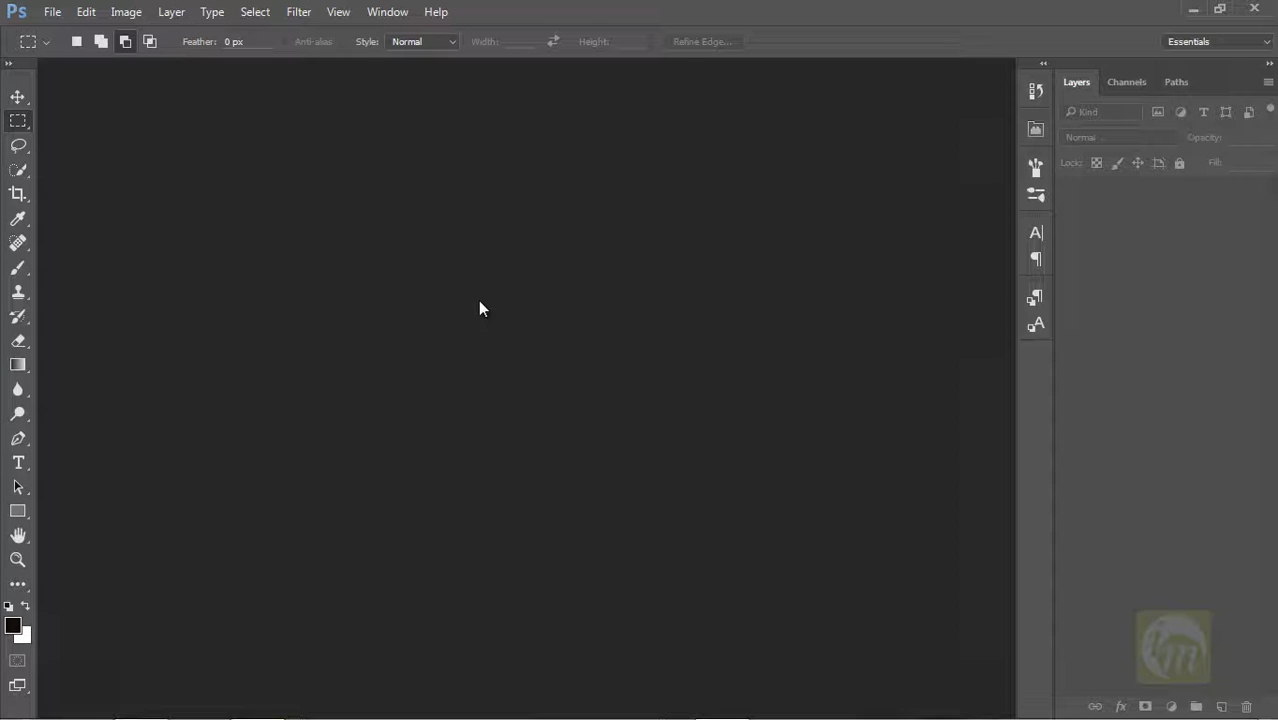 Ps File Edit Image Layer Type Select Filter View Window Help
Feather: 0 px Anti-alias Style: Normal Width: Height: Refine Edge... Essentials
Layers Channels Paths
Kind
Normal Opacity:
Lock: Fill: